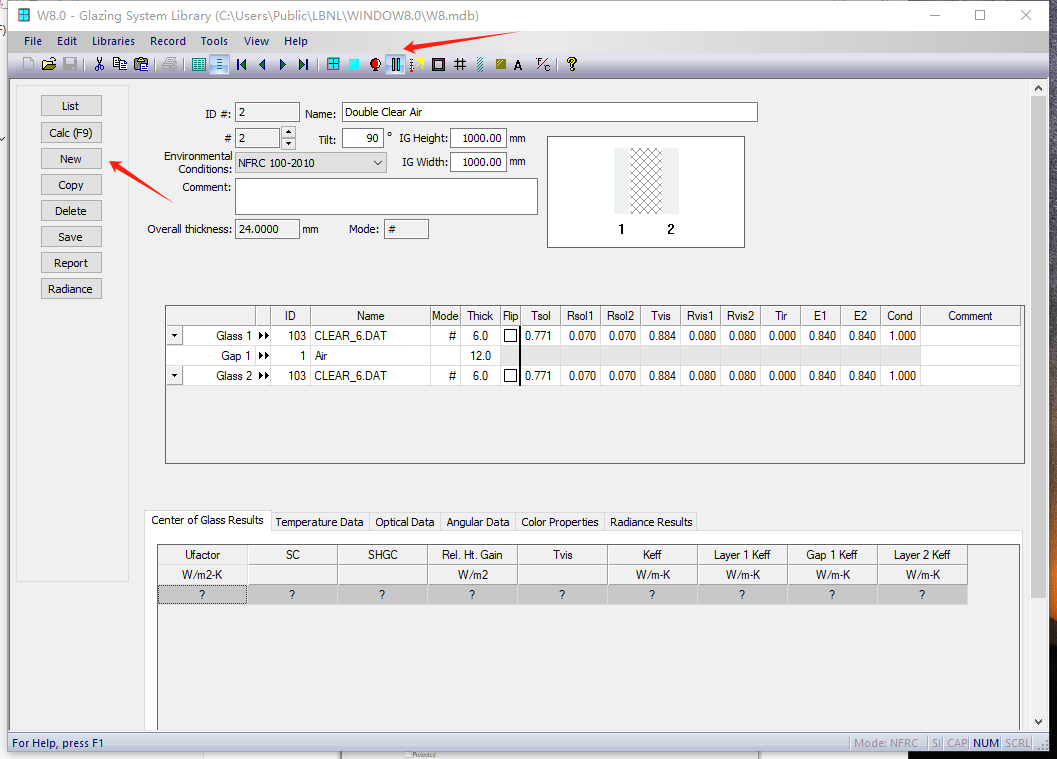 W8.0 - Glazing System Library (C:\Users\Public\LBNL\WINDOW8.0\W8.mdb)
File Edit Libraries Record Tools View Help
A °F/C ?
List
Calc (F9)
New
Copy
Delete
Save
Report
Radiance
ID #: 2 Name: Double Clear Air
# 2 Tilt: 90 ° IG Height: 1000.00 mm
Environmental Conditions: NFRC 100-2010 IG Width: 1000.00 mm
Comment:
Overall thickness: 24.0000 mm Mode: #
1 2
ID Name Mode Thick Flip Tsol Rsol1 Rsol2 Tvis Rvis1 Rvis2 Tir E1 E2 Cond Comment
Glass 1 103 CLEAR_6.DAT # 6.0 0.771 0.070 0.070 0.884 0.080 0.080 0.000 0.840 0.840 1.000
Gap 1 1 Air 12.0
Glass 2 103 CLEAR_6.DAT # 6.0 0.771 0.070 0.070 0.884 0.080 0.080 0.000 0.840 0.840 1.000
Center of Glass Results Temperature Data Optical Data Angular Data Color Properties Radiance Results
Ufactor SC SHGC Rel. Ht. Gain Tvis Keff Layer 1 Keff Gap 1 Keff Layer 2 Keff
W/m2-K W/m2 W/m-K W/m-K W/m-K W/m-K
? ? ? ? ? ? ? ? ?
For Help, press F1 Mode: NFRC SI CAP NUM SCRL
Protected